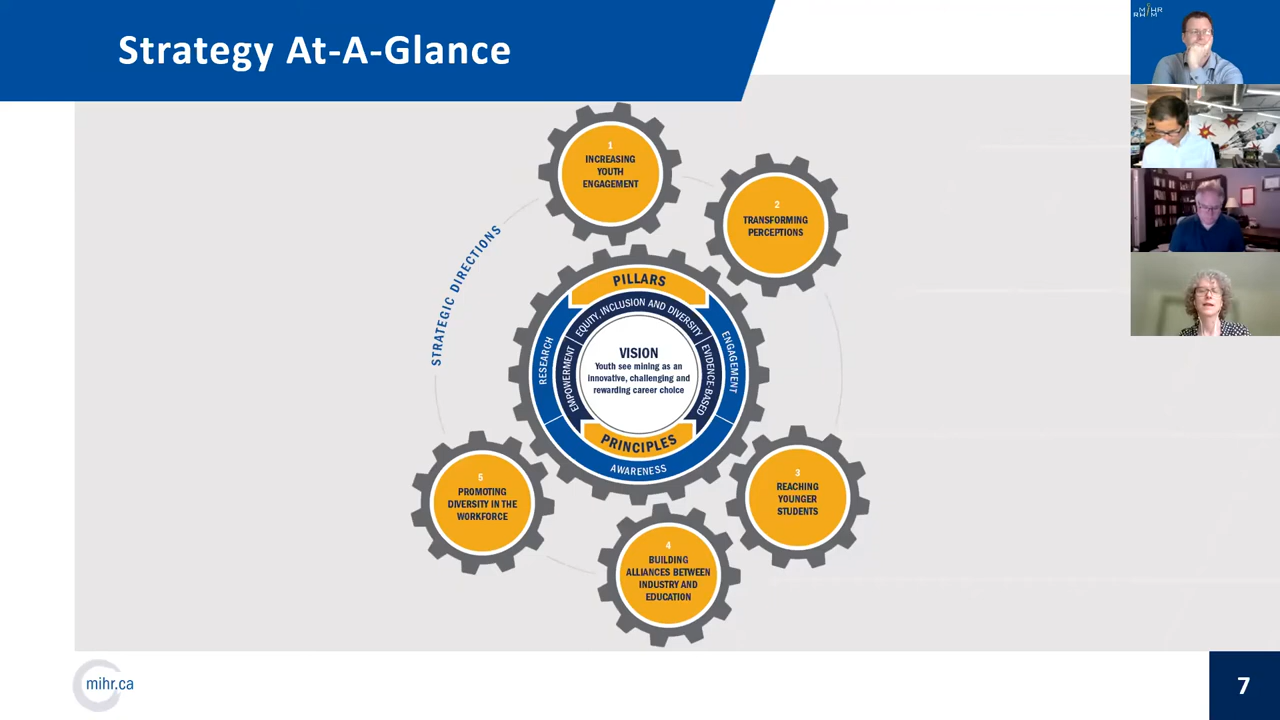 Strategy At-A-Glance
MiHR
RHiM
1
INCREASING
YOUTH
ENGAGEMENT
2
TRANSFORMING
PERCEPTIONS
STRATEGIC DIRECTIONS
PILLARS
EQUITY, INCLUSION AND DIVERSITY
RESEARCH
EMPOWERMENT
EVIDENCE-BASED
ENGAGEMENT
VISION
Youth see mining as an
innovative, challenging and
rewarding career choice
PRINCIPLES
AWARENESS
3
REACHING
YOUNGER
STUDENTS
5
PROMOTING
DIVERSITY IN THE
WORKFORCE
4
BUILDING
ALLIANCES BETWEEN
INDUSTRY AND
EDUCATION
mihr.ca
7